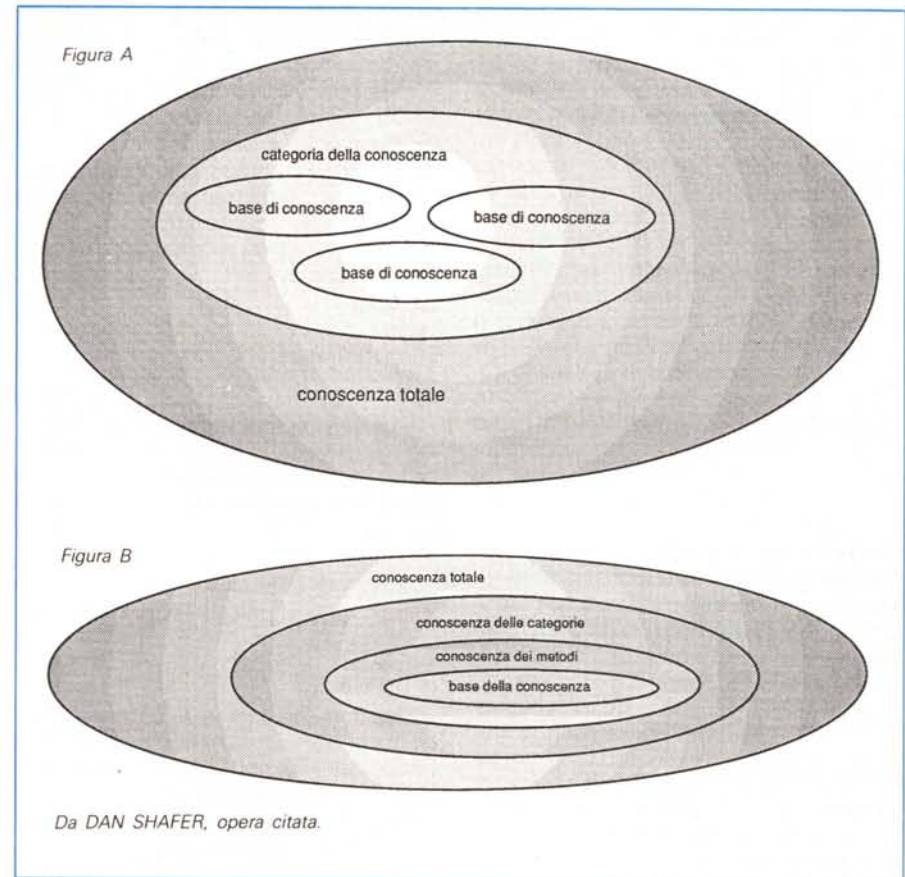 Figura A
categoria della conoscenza
base di conoscenza
base di conoscenza
base di conoscenza
conoscenza totale
Figura B
conoscenza totale
conoscenza delle categorie
conoscenza dei metodi
base della conoscenza
Da DAN SHAFER, opera citata.